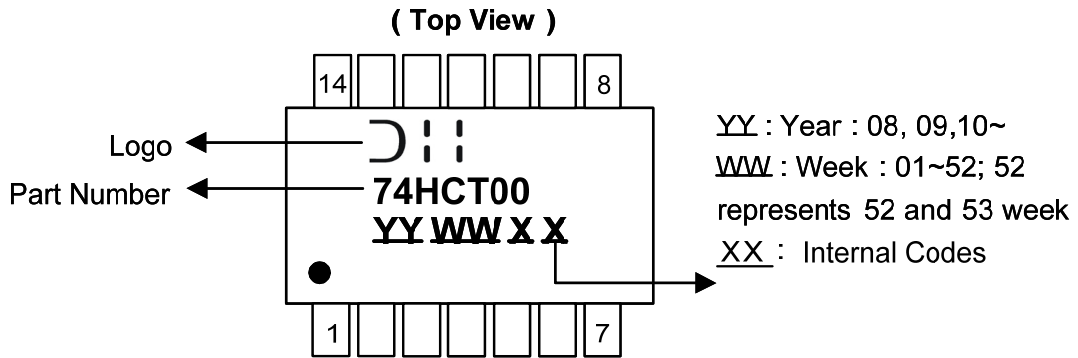 ( Top View )
14 8
Logo
Part Number
74HCT00
YY WW X X
1 7
YY : Year : 08, 09,10~
WW : Week : 01~52; 52
represents 52 and 53 week
XX : Internal Codes